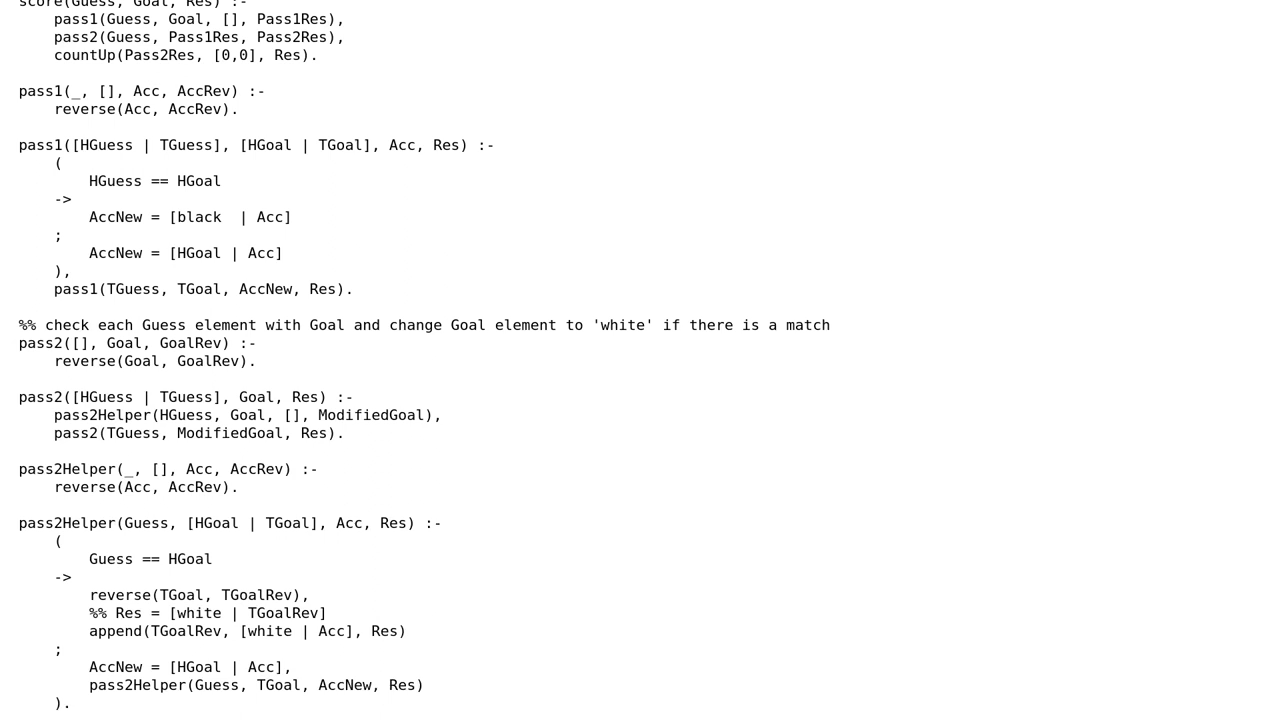 score(Guess, Goal, Res) :-
    pass1(Guess, Goal, [], Pass1Res),
    pass2(Guess, Pass1Res, Pass2Res),
    countUp(Pass2Res, [0,0], Res).

pass1(_, [], Acc, AccRev) :-
    reverse(Acc, AccRev).

pass1([HGuess | TGuess], [HGoal | TGoal], Acc, Res) :-
    (
        HGuess == HGoal
    ->
        AccNew = [black  | Acc]
    ;
        AccNew = [HGoal | Acc]
    ),
    pass1(TGuess, TGoal, AccNew, Res).

%% check each Guess element with Goal and change Goal element to 'white' if there is a match
pass2([], Goal, GoalRev) :-
    reverse(Goal, GoalRev).

pass2([HGuess | TGuess], Goal, Res) :-
    pass2Helper(HGuess, Goal, [], ModifiedGoal),
    pass2(TGuess, ModifiedGoal, Res).

pass2Helper(_, [], Acc, AccRev) :-
    reverse(Acc, AccRev).

pass2Helper(Guess, [HGoal | TGoal], Acc, Res) :-
    (
        Guess == HGoal
    ->
        reverse(TGoal, TGoalRev),
        %% Res = [white | TGoalRev]
        append(TGoalRev, [white | Acc], Res)
    ;
        AccNew = [HGoal | Acc],
        pass2Helper(Guess, TGoal, AccNew, Res)
    ).